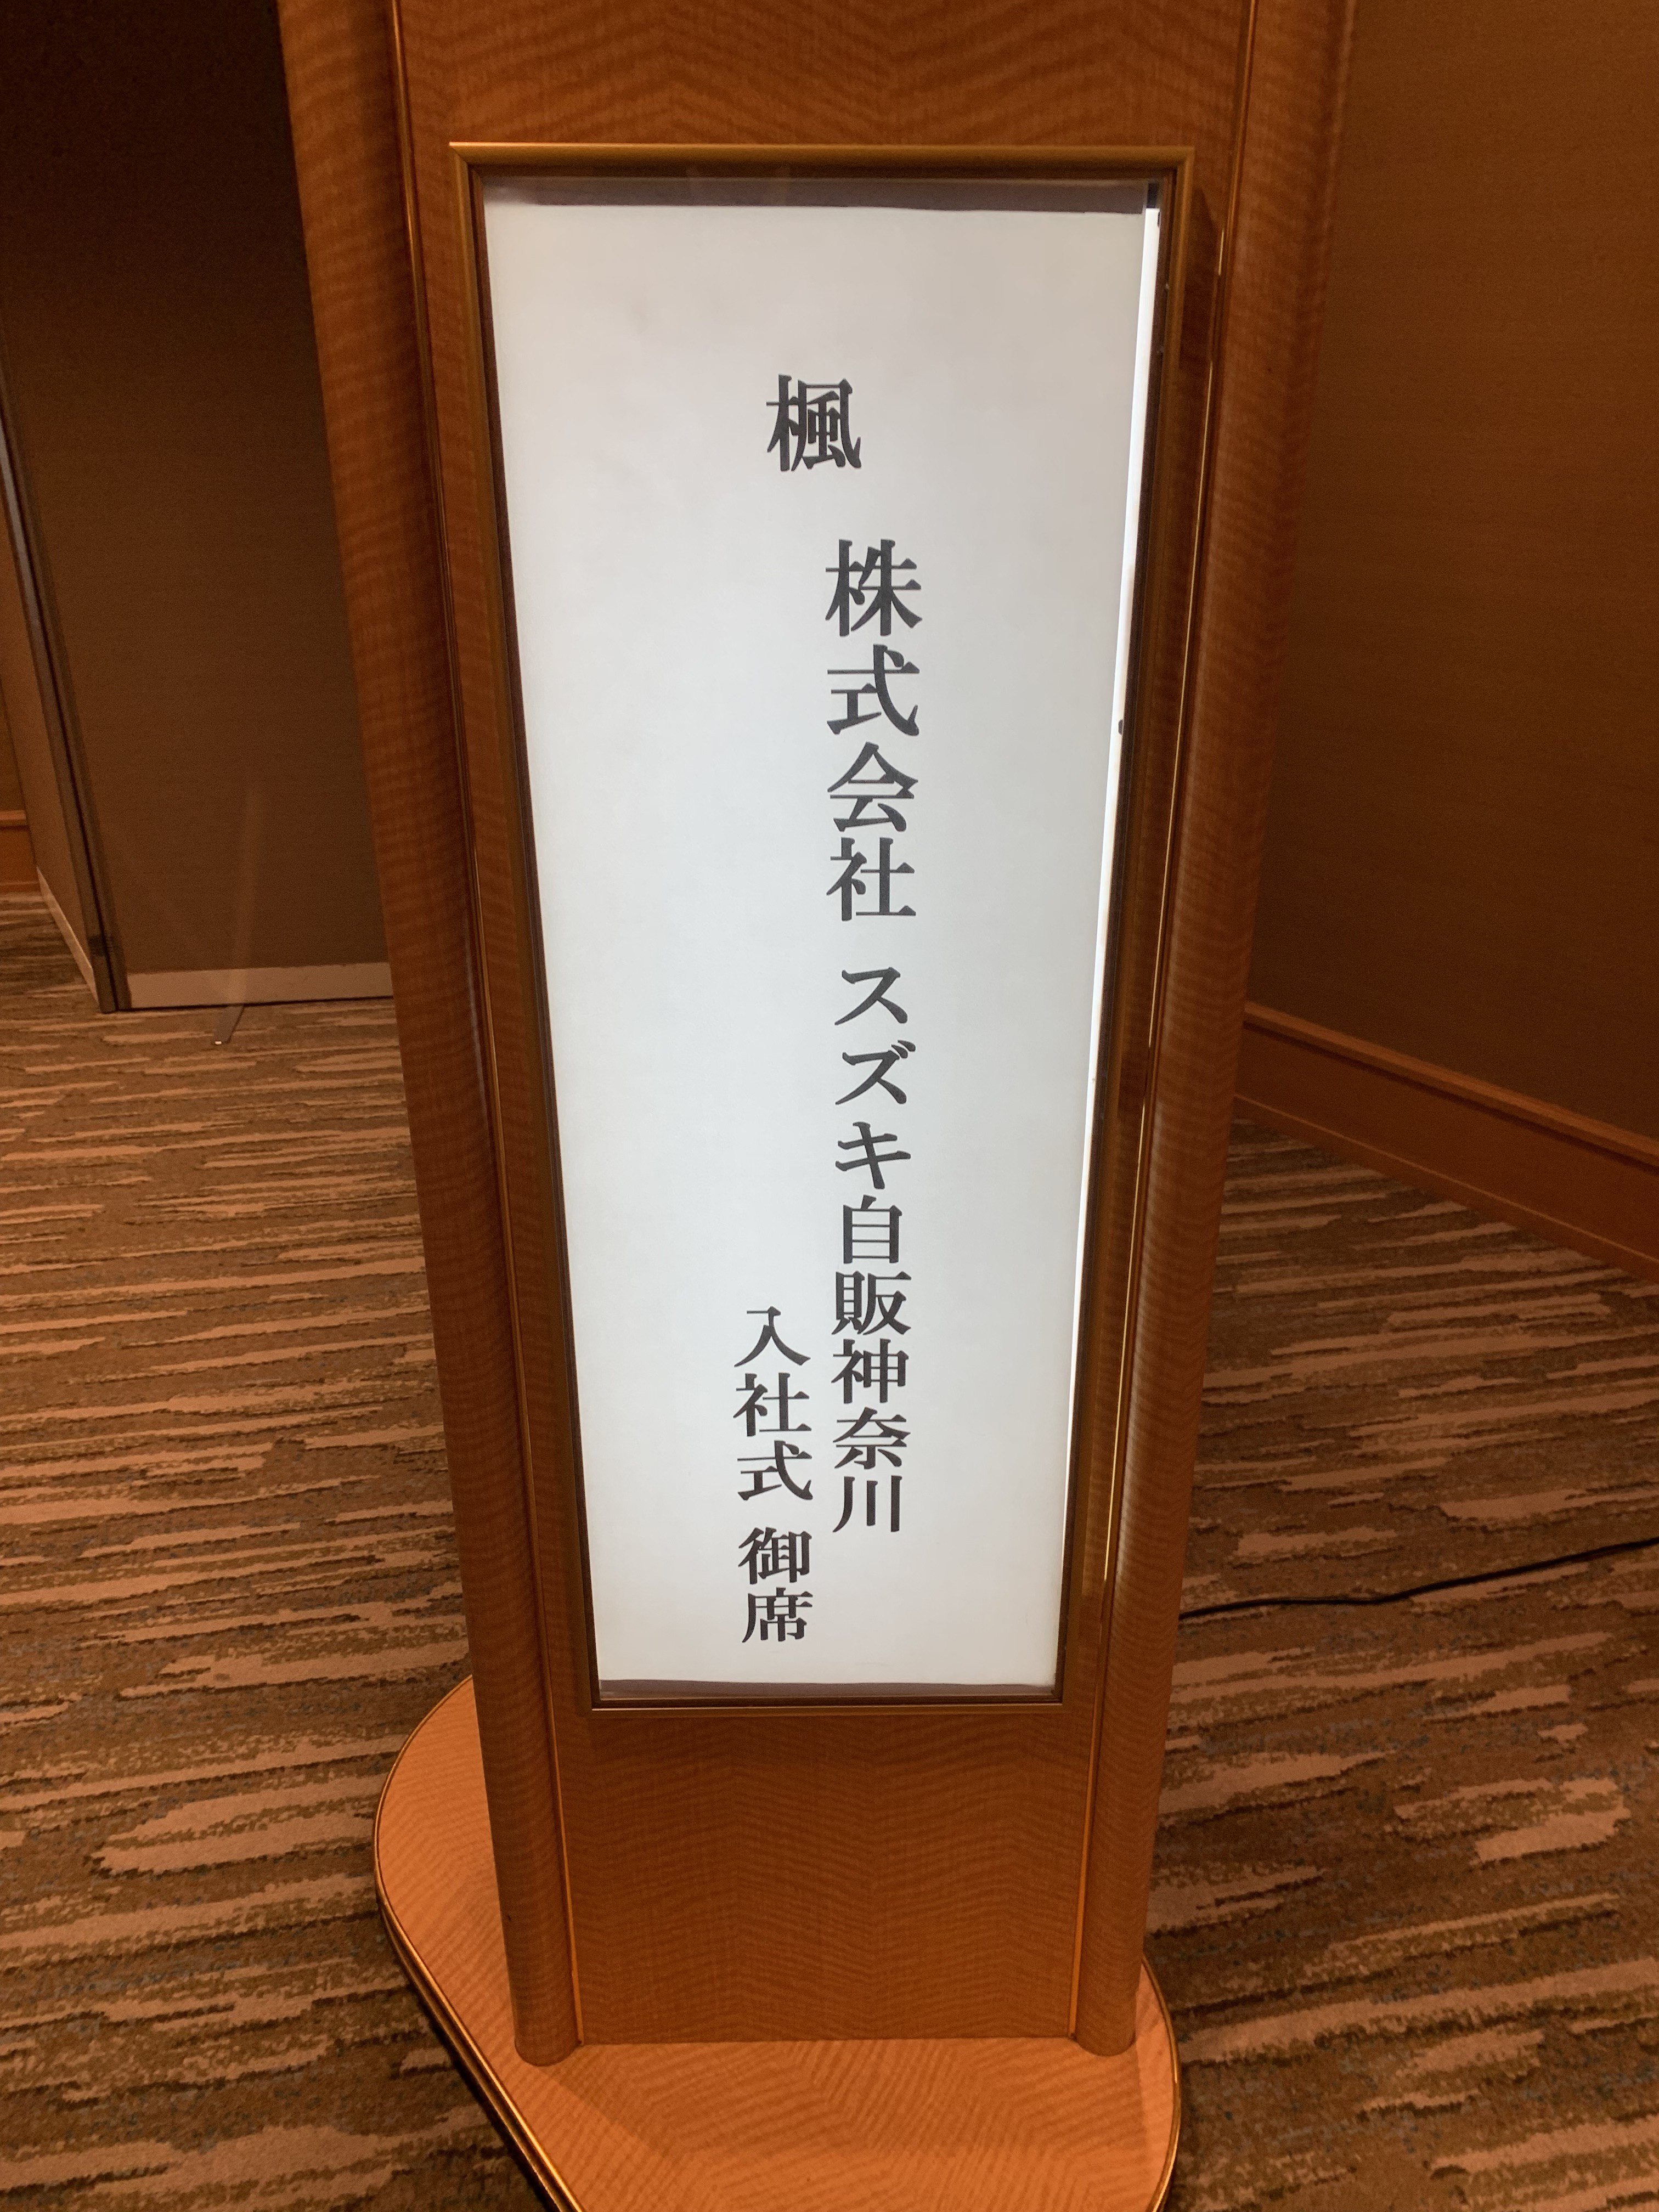 楓
株式会社 スズキ自販神奈川
入社式 御席